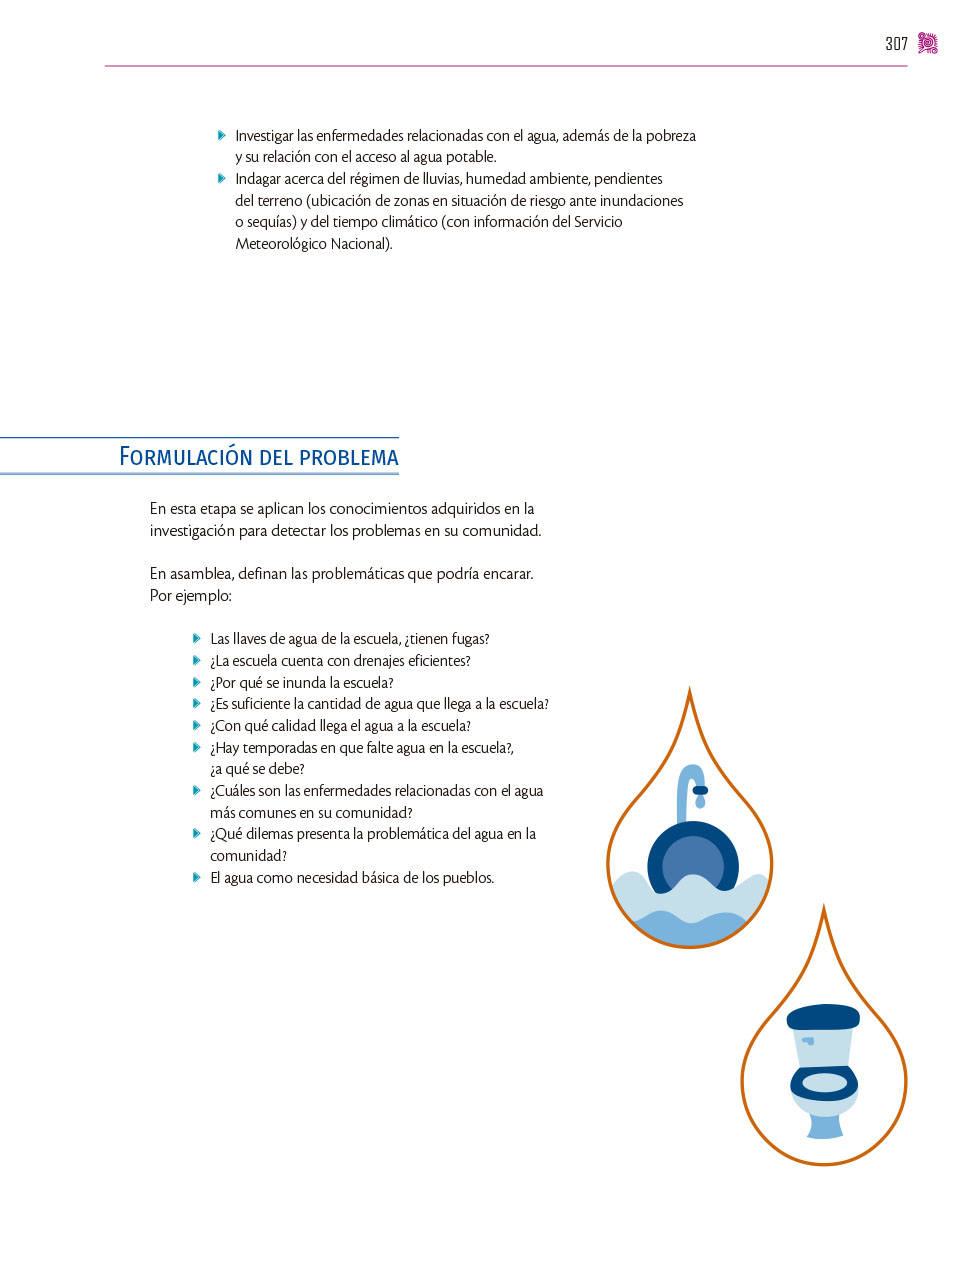 307
Investigar las enfermedades relacionadas con el agua, además de la pobreza
y su relación con el acceso al agua potable.
Indagar acerca del régimen de lluvias, humedad ambiente, pendientes
del terreno (ubicación de zonas en situación de riesgo ante inundaciones
o sequías) y del tiempo climático (con información del Servicio
Meteorológico Nacional).
Formulación del problema
En esta etapa se aplican los conocimientos adquiridos en la
investigación para detectar los problemas en su comunidad.
En asamblea, definan las problemáticas que podría encarar.
Por ejemplo:
Las llaves de agua de la escuela, ¿tienen fugas?
¿La escuela cuenta con drenajes eficientes?
¿Por qué se inunda la escuela?
¿Es suficiente la cantidad de agua que llega a la escuela?
¿Con qué calidad llega el agua a la escuela?
¿Hay temporadas en que falte agua en la escuela?,
¿a qué se debe?
¿Cuáles son las enfermedades relacionadas con el agua
más comunes en su comunidad?
¿Qué dilemas presenta la problemática del agua en la
comunidad?
El agua como necesidad básica de los pueblos.